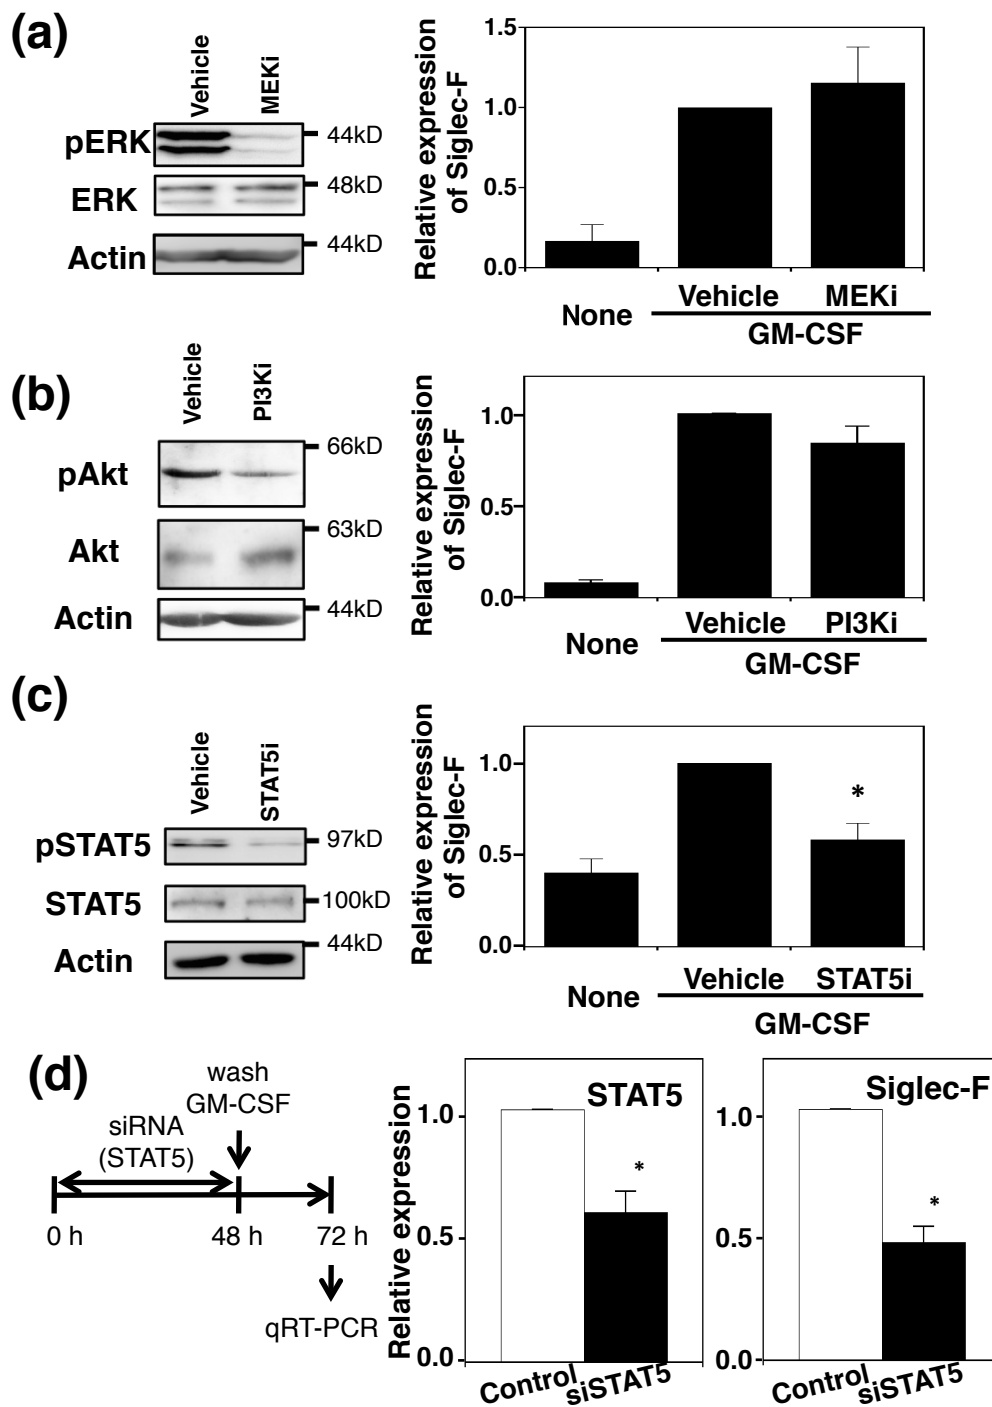 (a)
Vehicle
MEKi
pERK
44kD
ERK
48kD
Actin
44kD
Relative expression
of Siglec-F
1.5
1.0
0.5
0.0
None
Vehicle
MEKi
GM-CSF
(b)
Vehicle
PI3Ki
pAkt
66kD
Akt
63kD
Actin
44kD
Relative expression
of Siglec-F
1.0
0.5
0.0
None
Vehicle
PI3Ki
GM-CSF
(c)
Vehicle
STAT5i
pSTAT5
97kD
STAT5
100kD
Actin
44kD
Relative expression
of Siglec-F
1.0
0.5
0.0
*
None
Vehicle
STAT5i
GM-CSF
(d)
wash
GM-CSF
siRNA
(STAT5)
0 h
48 h
72 h
qRT-PCR
Relative expression
STAT5
1.0
0.5
0.0
*
Control
siSTAT5
Siglec-F
1.0
0.5
0.0
*
Control
siSTAT5